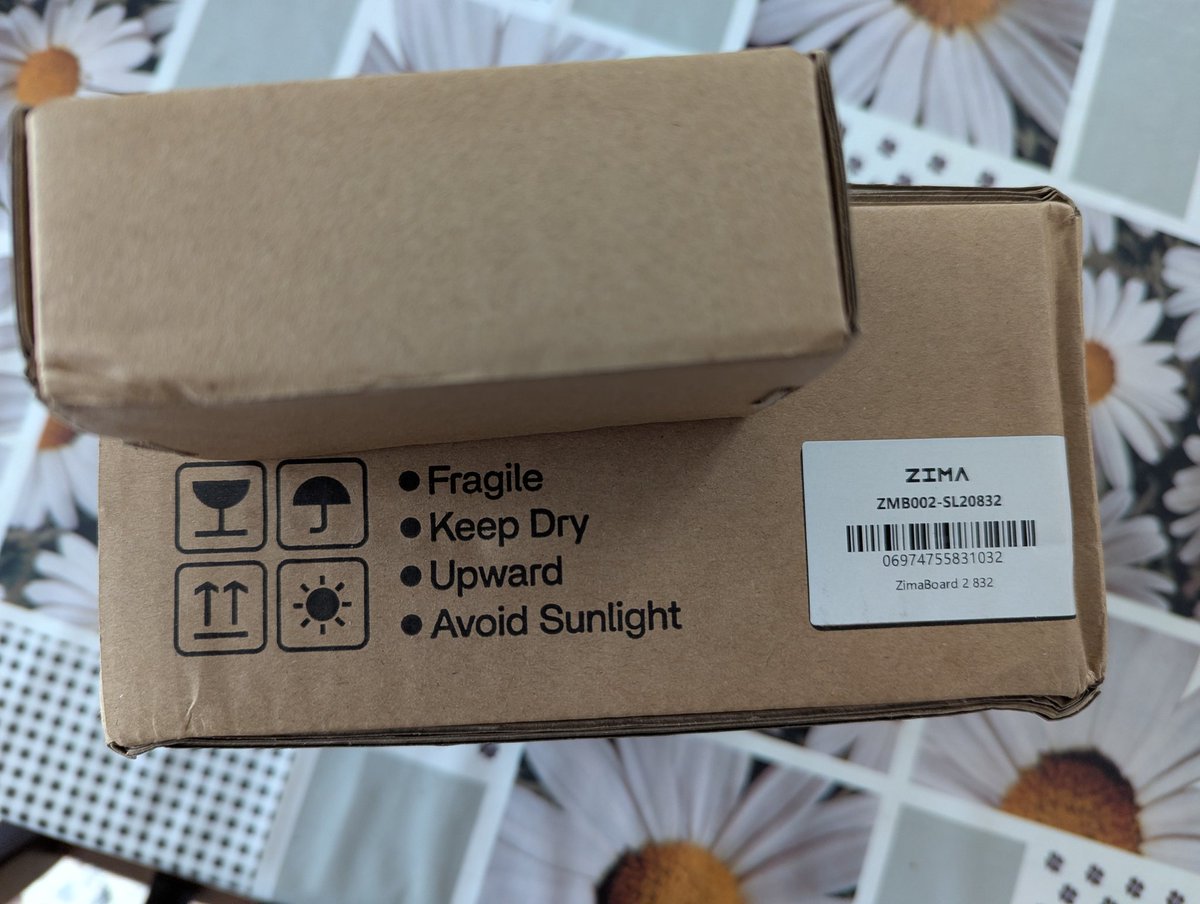 Fragile
Keep Dry
Upward
Avoid Sunlight
ZIMA
ZMB002-SL20832
06974755831032
ZimaBoard 2 832